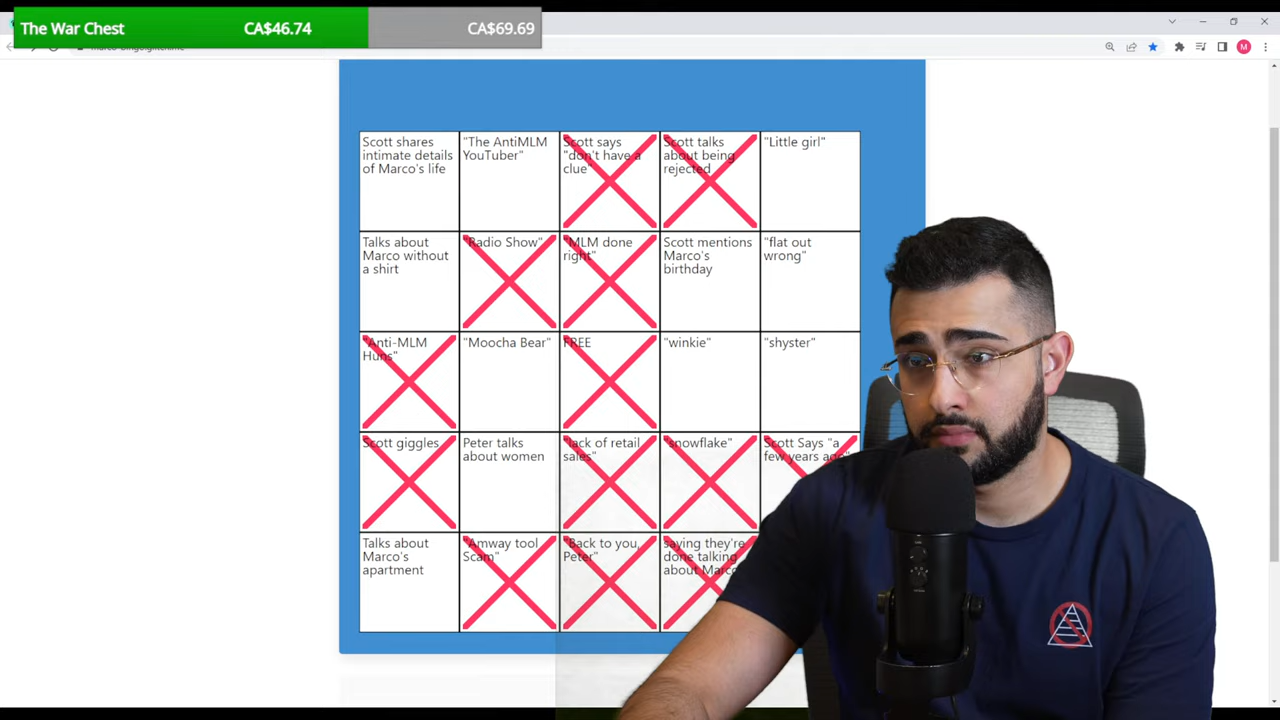 The War Chest CA$46.74 CA$69.69
Scott shares
intimate details
of Marco's life
"The AntiMLM
YouTuber"
Scott says
"don't have a
clue"
Scott talks
about being
rejected
"Little girl"
Talks about
Marco without
a shirt
"Radio Show"
"MLM done
right"
Scott mentions
Marco's
birthday
"flat out
wrong"
"Anti-MLM
Huns"
"Moocha Bear"
FREE
"winkie"
"shyster"
Scott giggles
Peter talks
about women
"lack of retail
sales"
"snowflake"
Scott Says "a
few years ago"
Talks about
Marco's
apartment
"Amway tool
Scam"
"Back to you,
Peter"
saying they're
done talking
about Marco
M